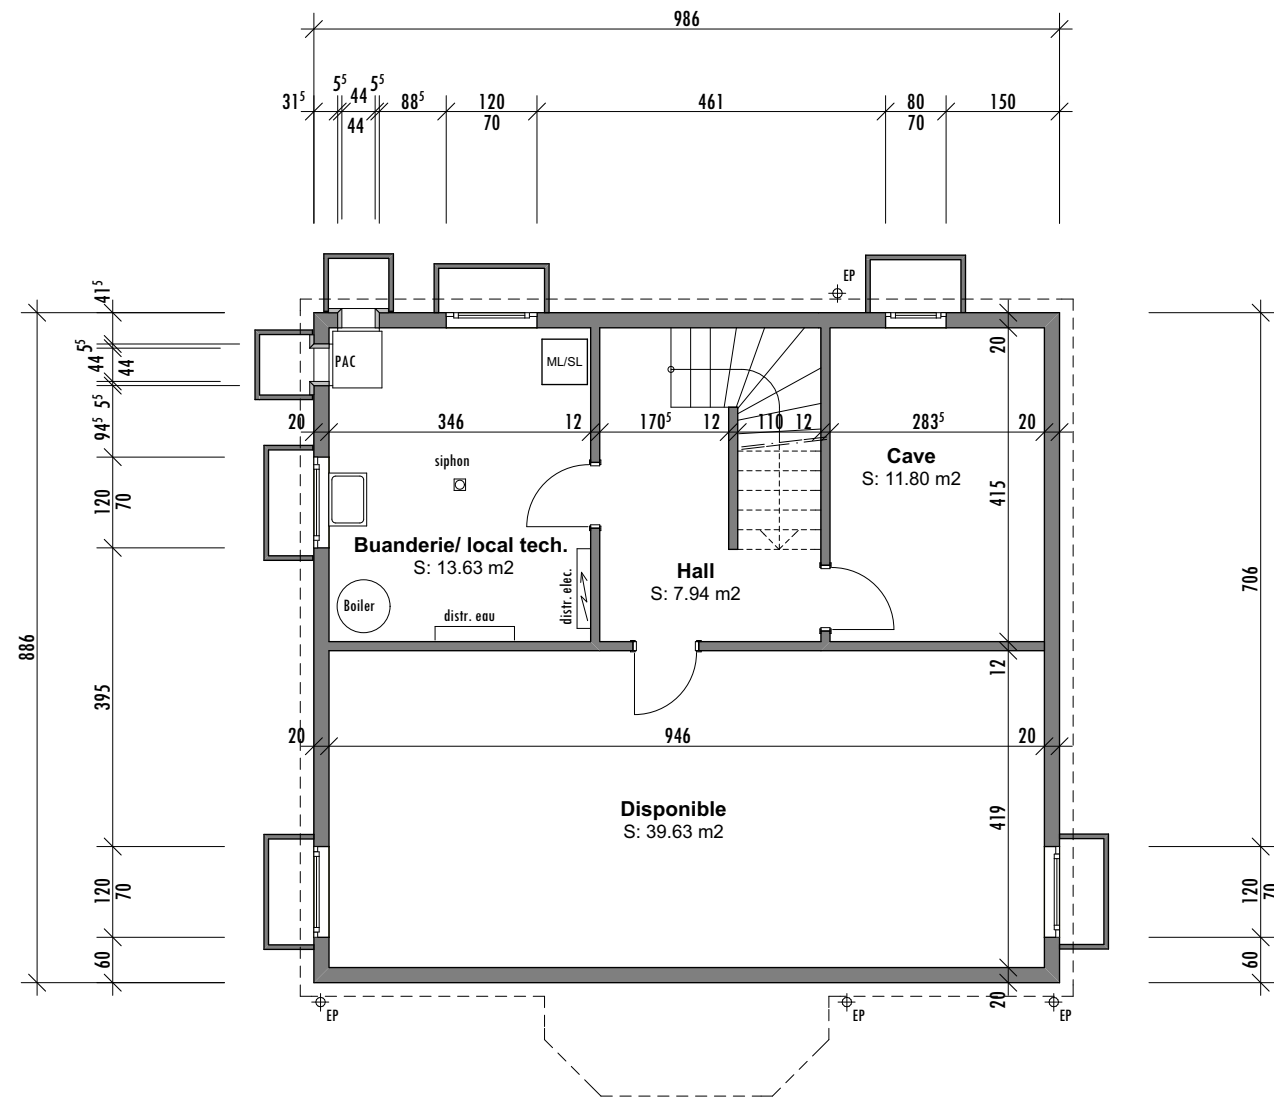 986
31⁵ 5⁵ 44 5⁵ 88⁵ 120 461 80 150
44 70 70
EP
41⁵
5⁵
44
44
5⁵
94⁵
120
70
395
120
70
60
886
PAC
ML/SL
20 346 12 170⁵ 12 110 12 283⁵ 20
siphon
Cave
S: 11.80 m2
Buanderie/ local tech.
S: 13.63 m2
Hall
S: 7.94 m2
Boiler
distr. eau
distr. elec.
20
415
12
419
20
20 946 20
Disponible
S: 39.63 m2
706
120
70
60
EP EP EP